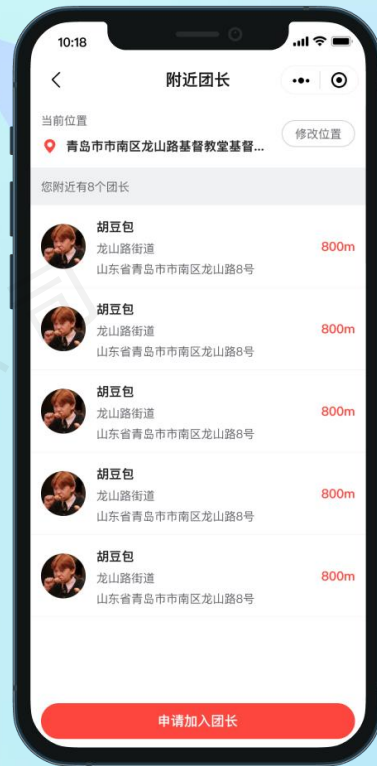 10:18
附近团长
当前位置
青岛市市南区龙山路基督教堂基督...
修改位置
您附近有8个团长
胡豆包
龙山路街道
800m
山东省青岛市市南区龙山路8号
胡豆包
龙山路街道
800m
山东省青岛市市南区龙山路8号
胡豆包
龙山路街道
800m
山东省青岛市市南区龙山路8号
胡豆包
龙山路街道
800m
山东省青岛市市南区龙山路8号
胡豆包
龙山路街道
800m
山东省青岛市市南区龙山路8号
申请加入团长